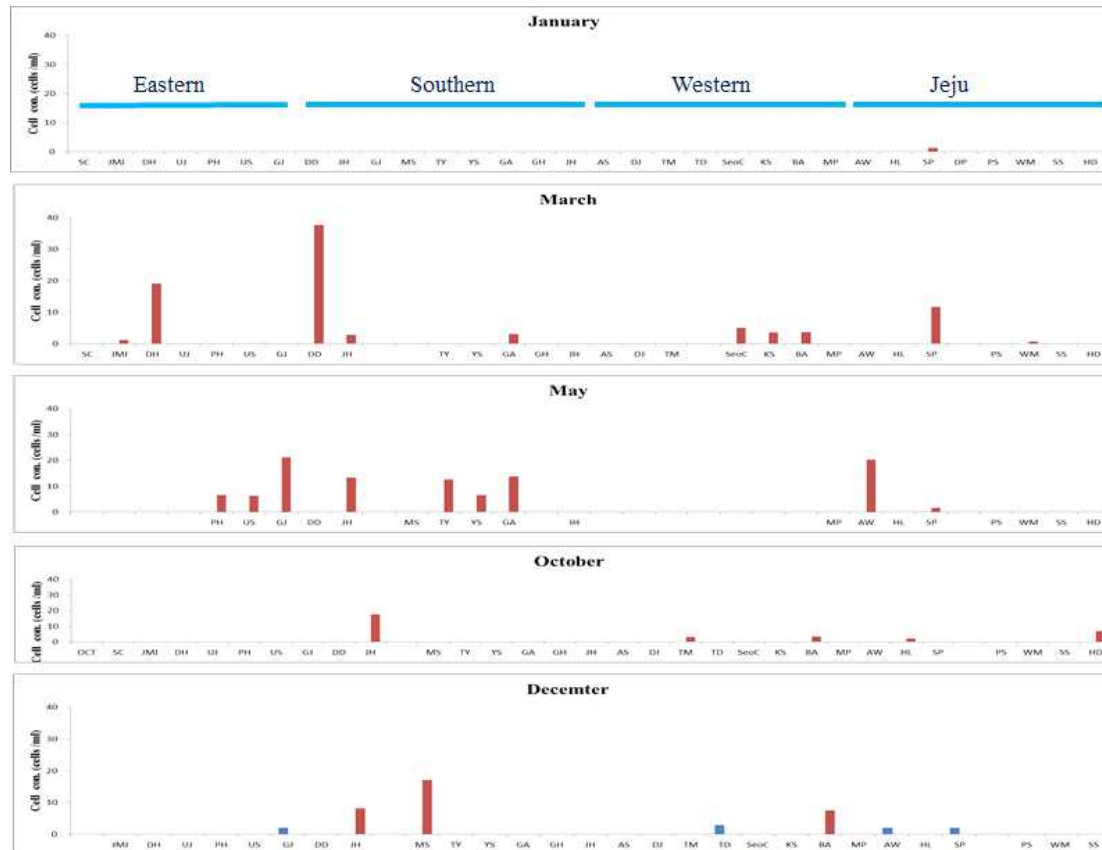 January
Cell con. (cells/ml)
40
30
20
10
0
Eastern Southern Western Jeju
SC JMJ DH UJ PH US GJ DD JH GJ MS TY YS GA GH JH AS DJ TM TD SeoC KS BA MP AW HL SP DP PS WM SS HD
March
Cell con. (cells/ml)
40
30
20
10
0
SC JMJ DH UJ PH US GJ DD JH TY YS GA GH JH AS DJ TM SeoC KS BA MP AW HL SP PS WM SS HD
May
Cell con. (cells/ml)
40
30
20
10
0
PH US GJ DD JH MS TY YS GA JH MP AW HL SP PS WM SS HD
October
Cell con. (cells/ml)
40
30
20
10
0
OCT SC JMJ DH UJ PH US GJ DD JH MS TY YS GA GH JH AS DJ TM TD SeoC KS BA MP AW HL SP PS WM SS HD
Decemter
Cell con. (cells/ml)
40
30
20
10
0
JMJ DH UJ PH US GJ DD JH MS TY YS GA GH JH AS DJ TM TD SeoC KS BA MP AW HL SP PS WM SS